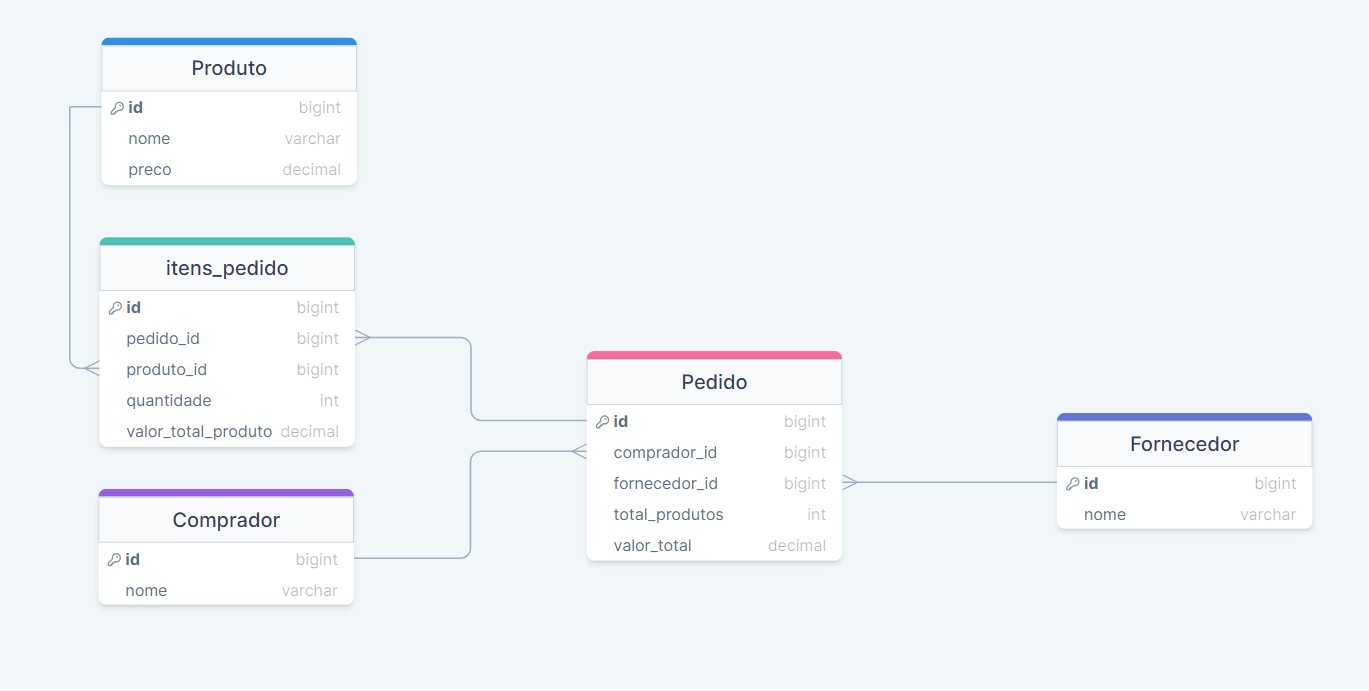 Produto
id bigint
nome varchar
preco decimal
itens_pedido
id bigint
pedido_id bigint
produto_id bigint
quantidade int
valor_total_produto decimal
Comprador
id bigint
nome varchar
Pedido
id bigint
comprador_id bigint
fornecedor_id bigint
total_produtos int
valor_total decimal
Fornecedor
id bigint
nome varchar